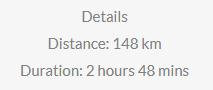 Details
Distance: 148 km
Duration: 2 hours 48 mins